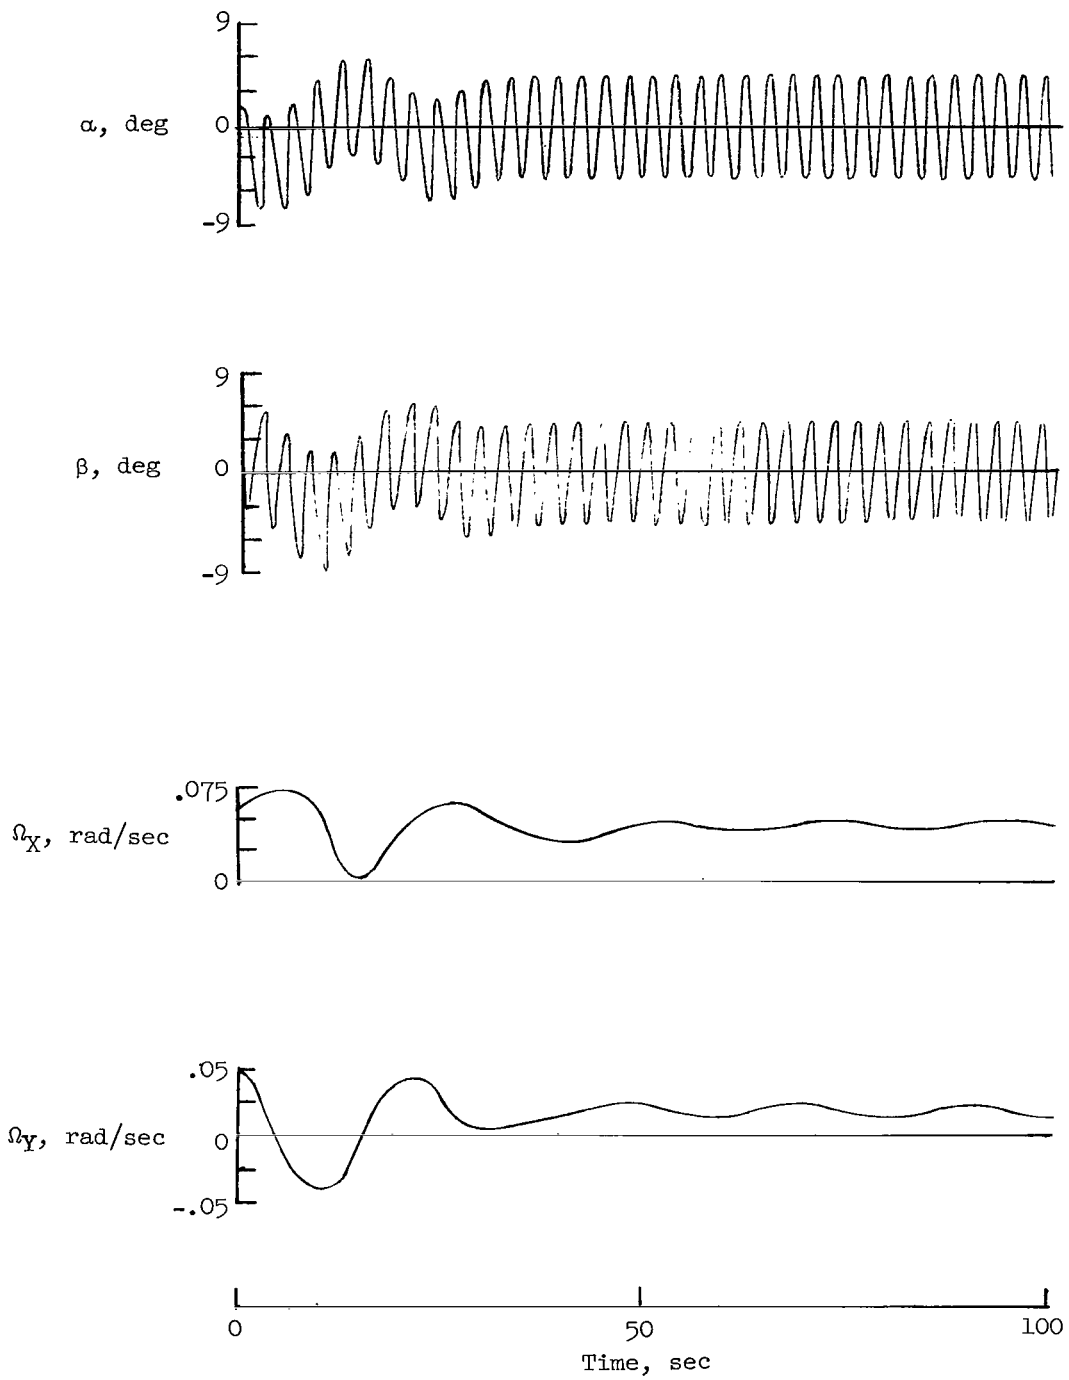 9
α, deg
0
-9
9
β, deg
0
-9
.075
Ω_X, rad/sec
0
.05
Ω_Y, rad/sec
0
-.05
0 50 100
Time, sec